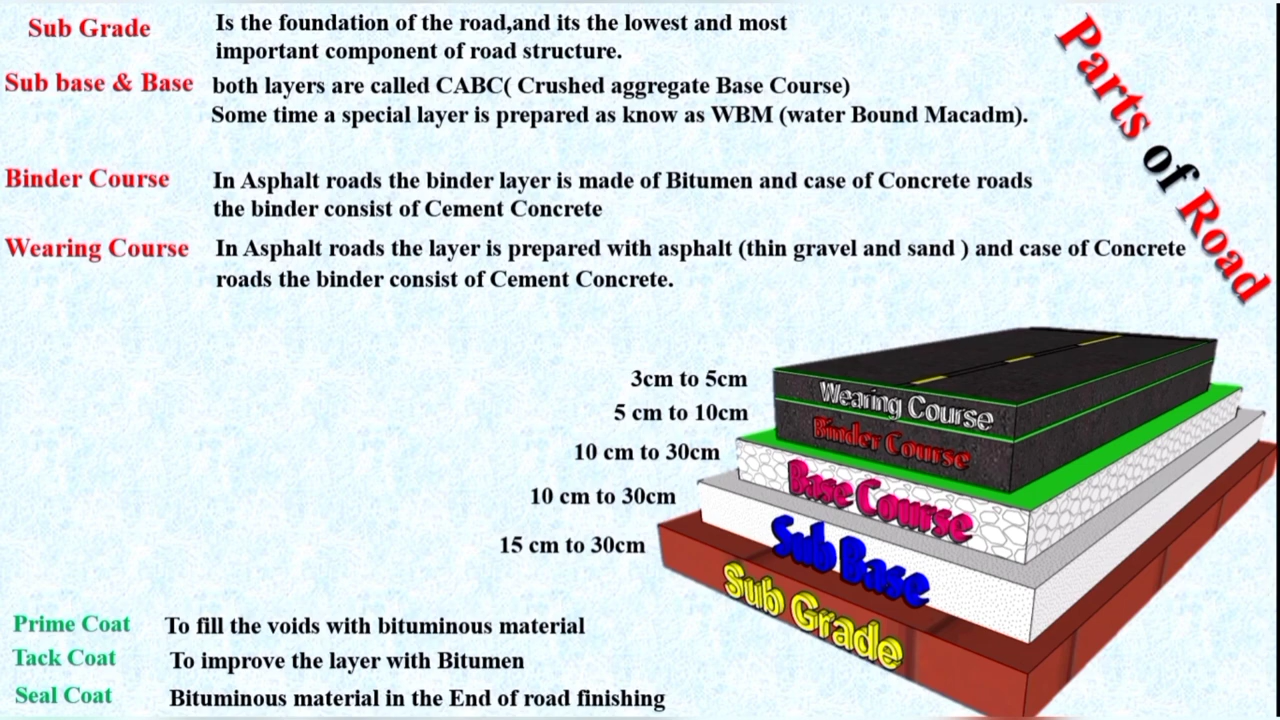 Parts of Road
Sub Grade Is the foundation of the road,and its the lowest and most
important component of road structure.
Sub base & Base both layers are called CABC( Crushed aggregate Base Course)
Some time a special layer is prepared as know as WBM (water Bound Macadm).
Binder Course In Asphalt roads the binder layer is made of Bitumen and case of Concrete roads
the binder consist of Cement Concrete
Wearing Course In Asphalt roads the layer is prepared with asphalt (thin gravel and sand ) and case of Concrete
roads the binder consist of Cement Concrete.
3cm to 5cm Wearing Course
5 cm to 10cm Binder Course
10 cm to 30cm Base Course
10 cm to 30cm Sub Base
15 cm to 30cm Sub Grade
Prime Coat To fill the voids with bituminous material
Tack Coat To improve the layer with Bitumen
Seal Coat Bituminous material in the End of road finishing